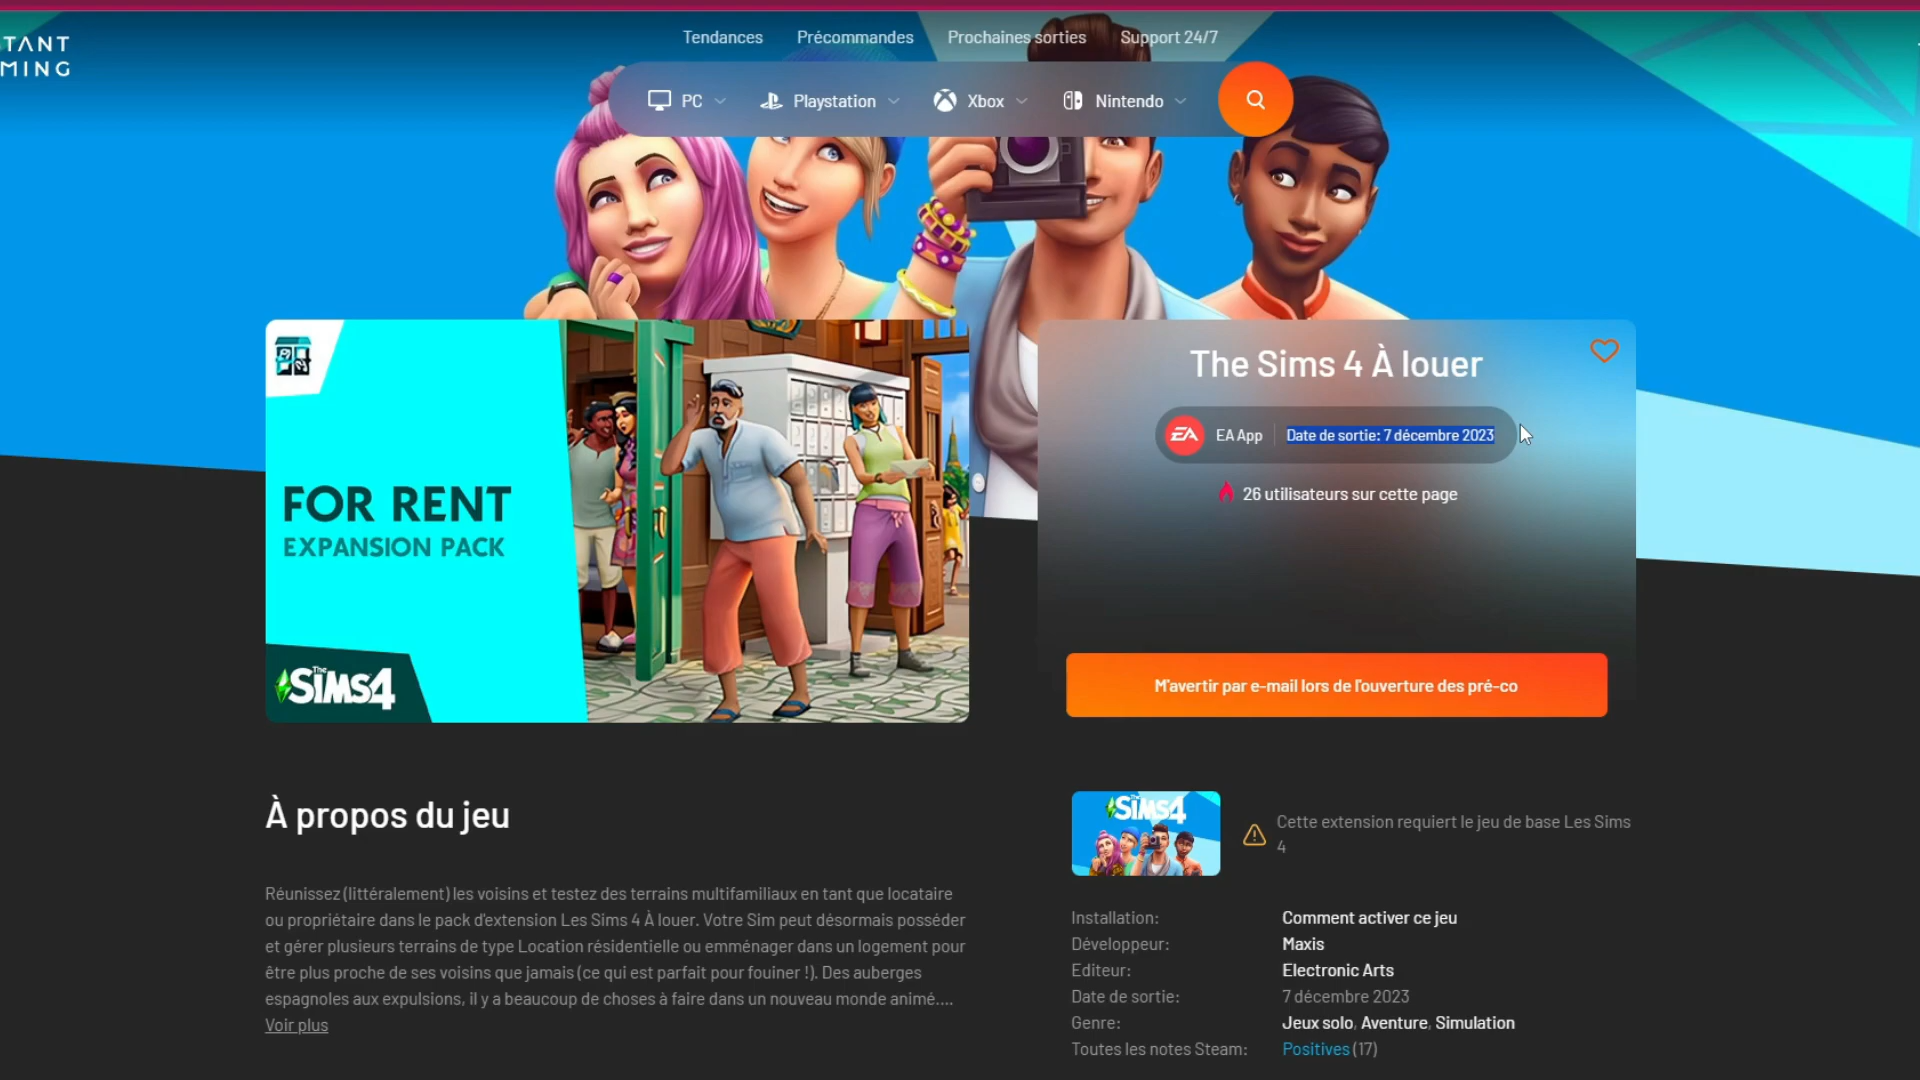 TANT
MING
Tendances
Précommandes
Prochaines sorties
Support 24/7
PC
Playstation
Xbox
Nintendo
FOR RENT
EXPANSION PACK
The
SiMS4
The Sims 4 À louer
EA
EA App
Date de sortie: 7 décembre 2023
26 utilisateurs sur cette page
M'avertir par e-mail lors de l'ouverture des pré-co
À propos du jeu
Réunissez (littéralement) les voisins et testez des terrains multifamiliaux en tant que locataire
ou propriétaire dans le pack d'extension Les Sims 4 À louer. Votre Sim peut désormais posséder
et gérer plusieurs terrains de type Location résidentielle ou emménager dans un logement pour
être plus proche de ses voisins que jamais (ce qui est parfait pour fouiner !). Des auberges
espagnoles aux expulsions, il y a beaucoup de choses à faire dans un nouveau monde animé....
Voir plus
SiMS4
Cette extension requiert le jeu de base Les Sims
4
Installation: Comment activer ce jeu
Développeur: Maxis
Editeur: Electronic Arts
Date de sortie: 7 décembre 2023
Genre: Jeux solo, Aventure, Simulation
Toutes les notes Steam: Positives (17)